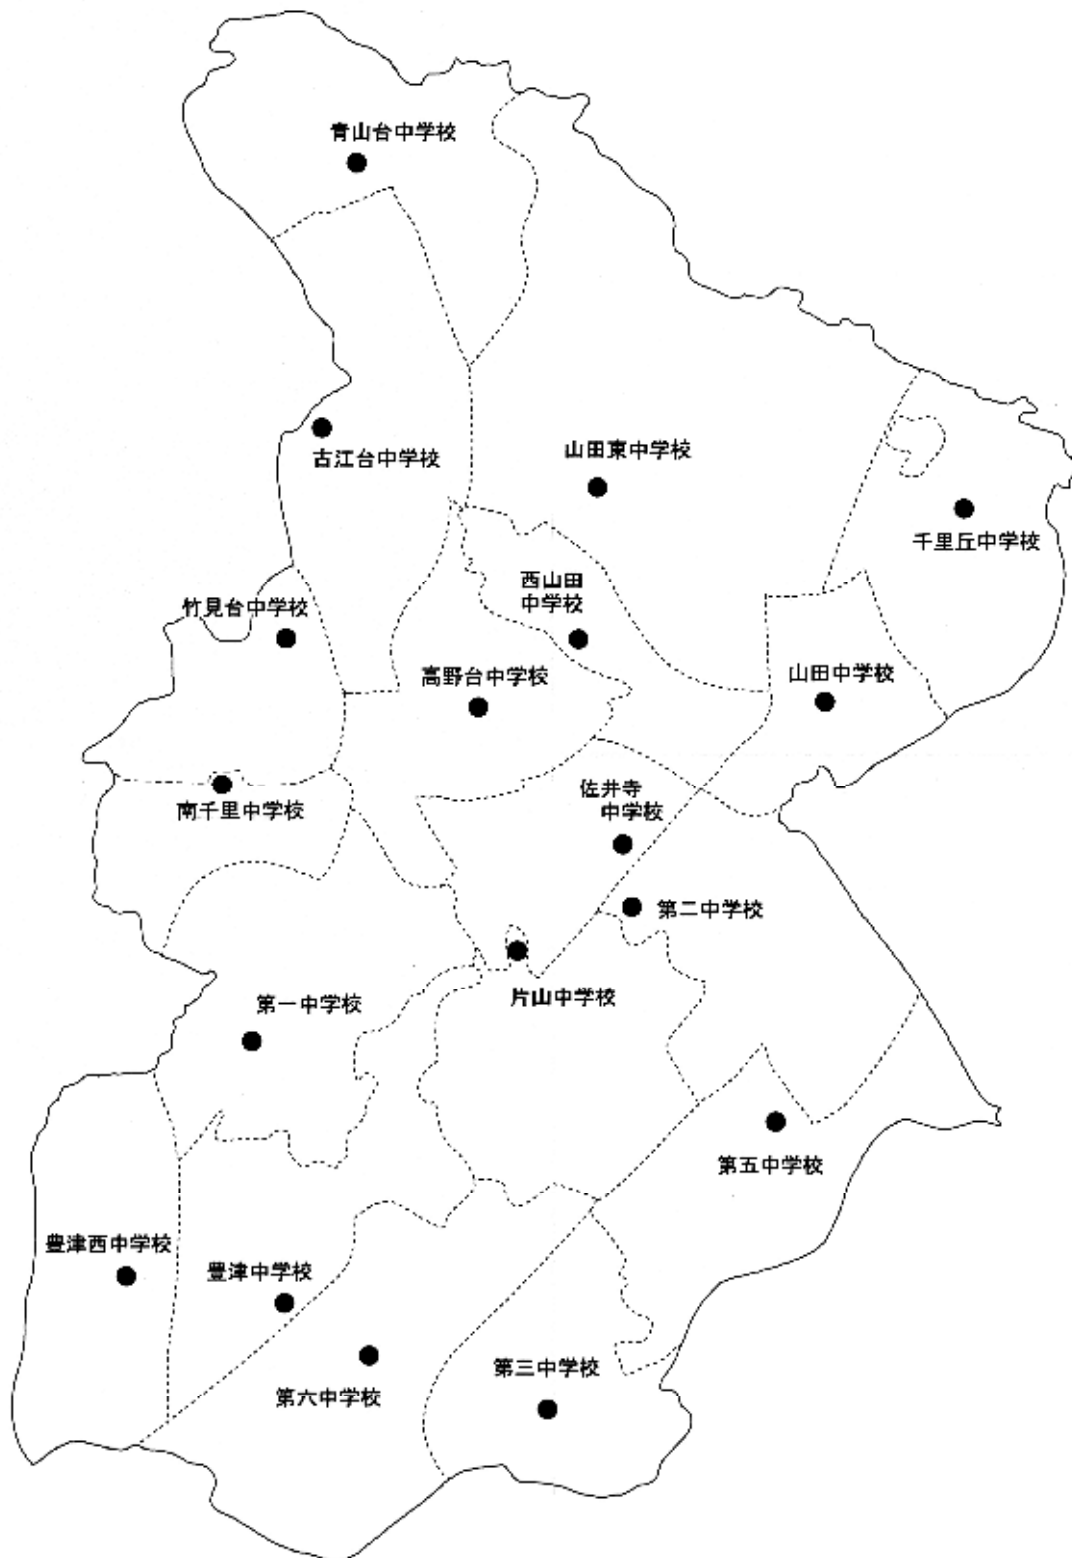 青山台中学校
古江台中学校
山田東中学校
千里丘中学校
西山田
中学校
竹見台中学校
高野台中学校
山田中学校
南千里中学校
佐井寺
中学校
第二中学校
片山中学校
第一中学校
第五中学校
豊津西中学校
豊津中学校
第三中学校
第六中学校